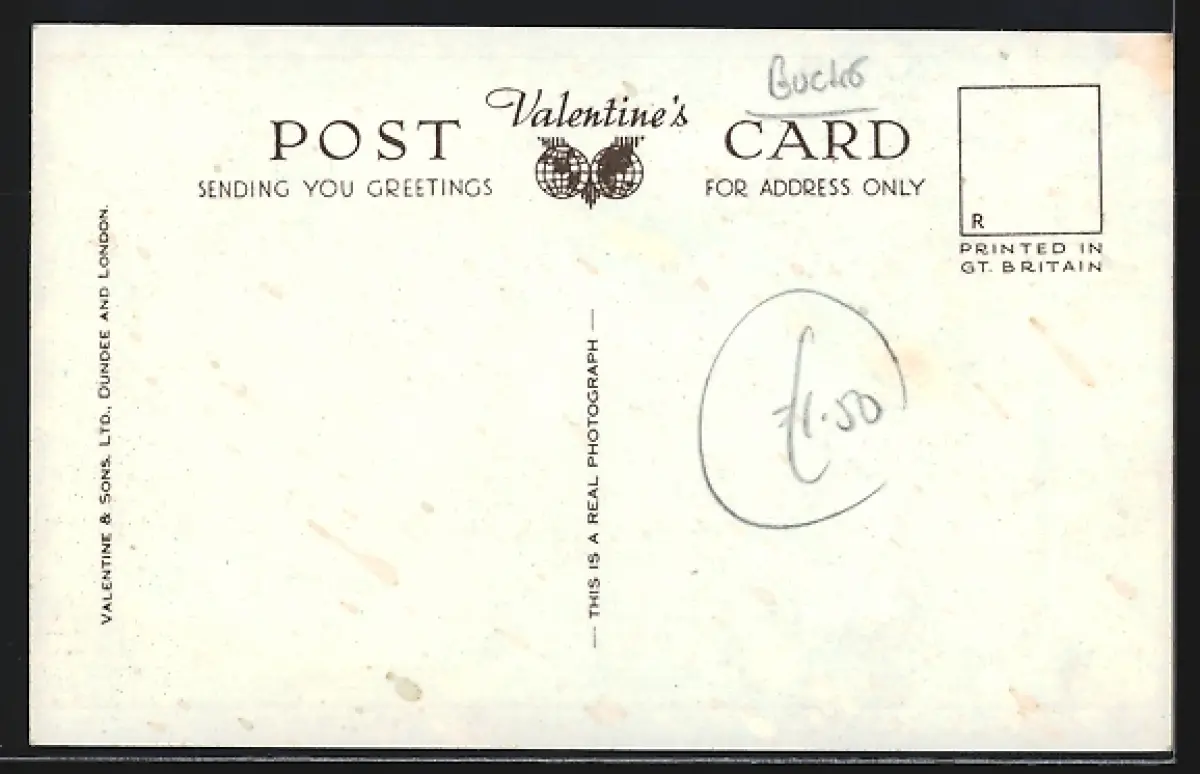 Bucks
Valentine's
POST CARD
SENDING YOU GREETINGS
FOR ADDRESS ONLY
R
PRINTED IN
GT. BRITAIN
VALENTINE & SONS, LTD., DUNDEE AND LONDON.
— THIS IS A REAL PHOTOGRAPH —
£1.50